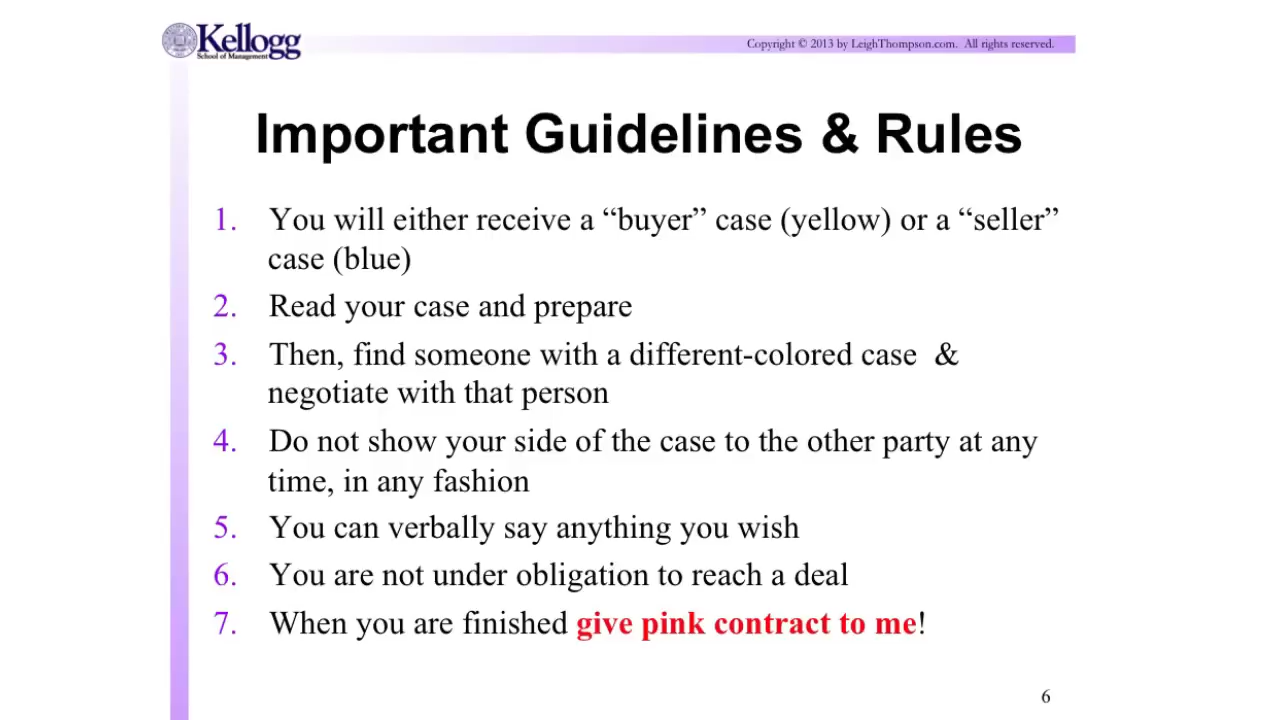 Kellogg
School of Management
Copyright © 2013 by LeighThompson.com. All rights reserved.
Important Guidelines & Rules
1. You will either receive a “buyer” case (yellow) or a “seller”
case (blue)
2. Read your case and prepare
3. Then, find someone with a different-colored case &
negotiate with that person
4. Do not show your side of the case to the other party at any
time, in any fashion
5. You can verbally say anything you wish
6. You are not under obligation to reach a deal
7. When you are finished give pink contract to me!
6